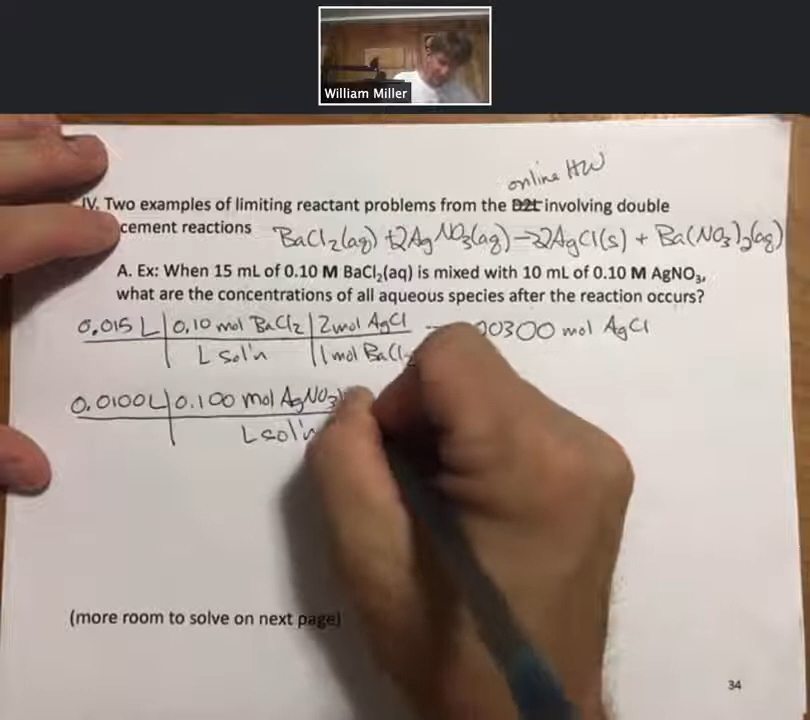 William Miller
online HW
IV. Two examples of limiting reactant problems from the D2L involving double
cement reactions BaCl₂(aq) + 2AgNO₃(aq) → 2AgCl(s) + Ba(NO₃)₂(aq)
A. Ex: When 15 mL of 0.10 M BaCl₂(aq) is mixed with 10 mL of 0.10 M AgNO₃,
what are the concentrations of all aqueous species after the reaction occurs?
0.015 L | 0.10 mol BaCl₂ | 2 mol AgCl 00300 mol AgCl
L sol'n | 1 mol BaCl₂
0.0100 L | 0.100 mol AgNO₃
L sol'n
(more room to solve on next page)
34